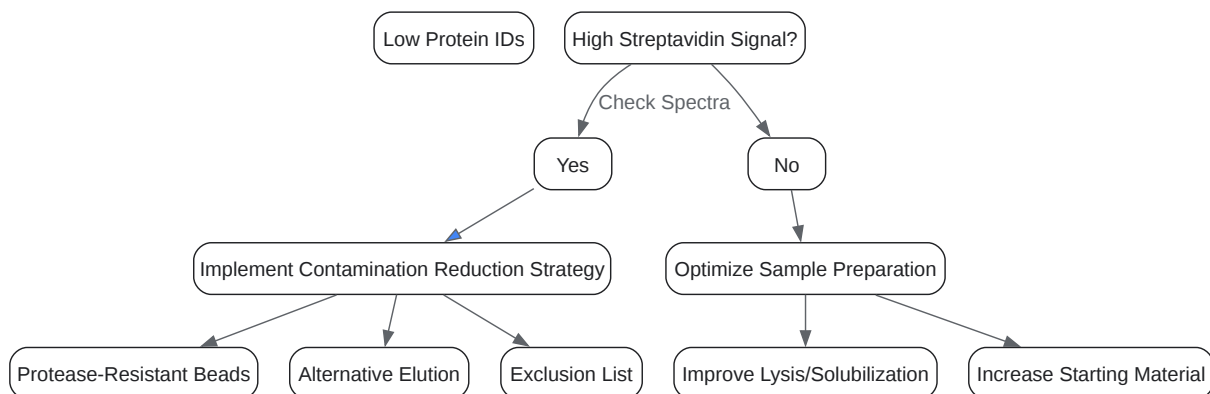 Low Protein IDs
High Streptavidin Signal?
Check Spectra
Yes
No
Implement Contamination Reduction Strategy
Optimize Sample Preparation
Protease-Resistant Beads
Alternative Elution
Exclusion List
Improve Lysis/Solubilization
Increase Starting Material